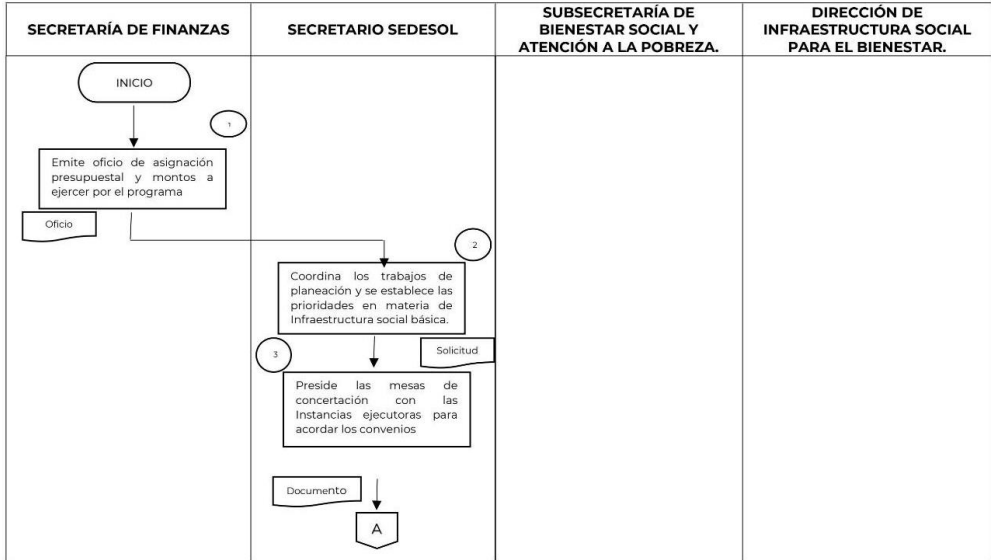 SECRETARÍA DE FINANZAS
SECRETARIO SEDESOL
SUBSECRETARÍA DE
BIENESTAR SOCIAL Y
ATENCIÓN A LA POBREZA.
DIRECCIÓN DE
INFRAESTRUCTURA SOCIAL
PARA EL BIENESTAR.
INICIO
1
Emite oficio de asignación
presupuestal y montos a
ejercer por el programa
Oficio
2
Coordina los trabajos de
planeación y se establece las
prioridades en materia de
Infraestructura social básica.
Solicitud
3
Preside las mesas de
concertación con las
Instancias ejecutoras para
acordar los convenios
Documento
A